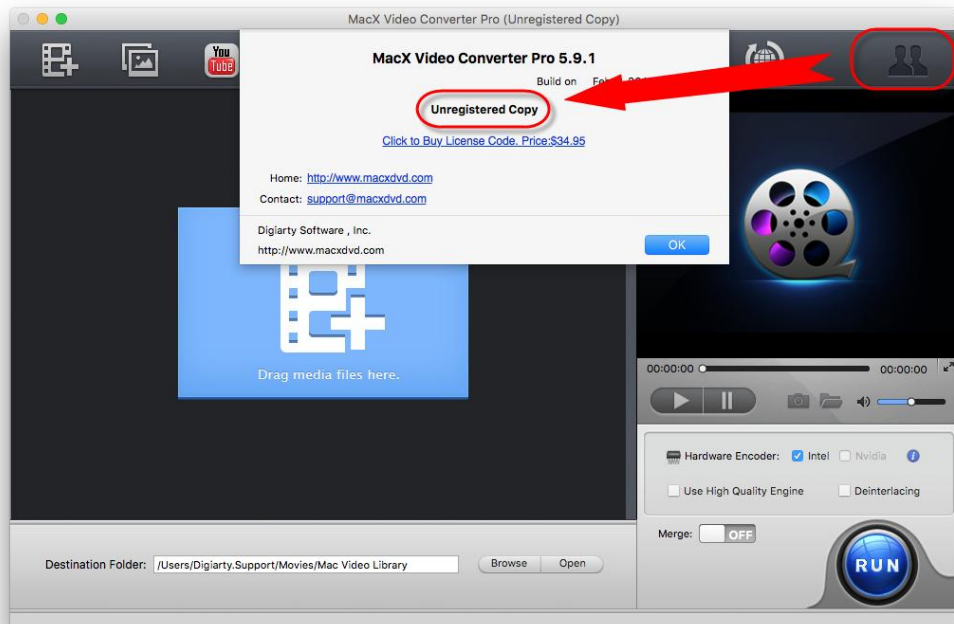 MacX Video Converter Pro (Unregistered Copy)
You
Tube
MacX Video Converter Pro 5.9.1
Build on
Unregistered Copy
Click to Buy License Code. Price:$34.95
Home: http://www.macxdvd.com
Contact: support@macxdvd.com
Digiarty Software , Inc.
http://www.macxdvd.com
OK
Drag media files here.
00:00:00 00:00:00
Hardware Encoder: Intel Nvidia
Use High Quality Engine Deinterlacing
Merge: OFF
Destination Folder: /Users/Digiarty.Support/Movies/Mac Video Library Browse Open
RUN